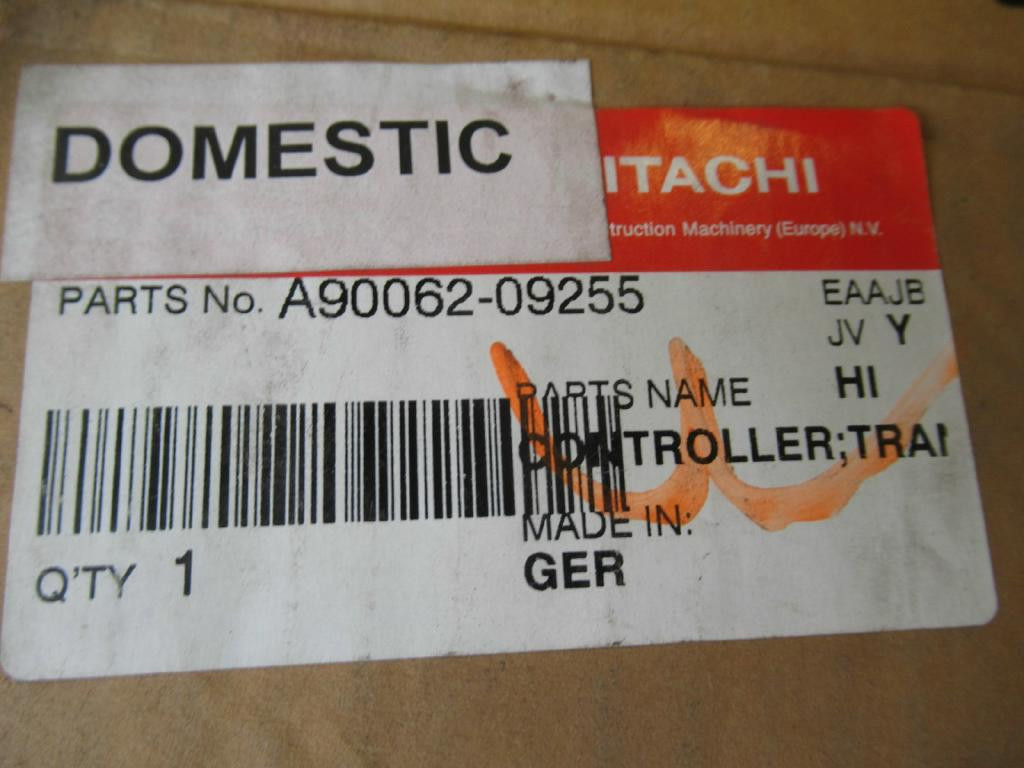 DOMESTIC
ITACHI
truction Machinery (Europe) N.V.
PARTS No. A90062-09255
EAAJB
JV Y
HI
PARTS NAME
CONTROLLER;TRAN
MADE IN:
GER
Q'TY 1